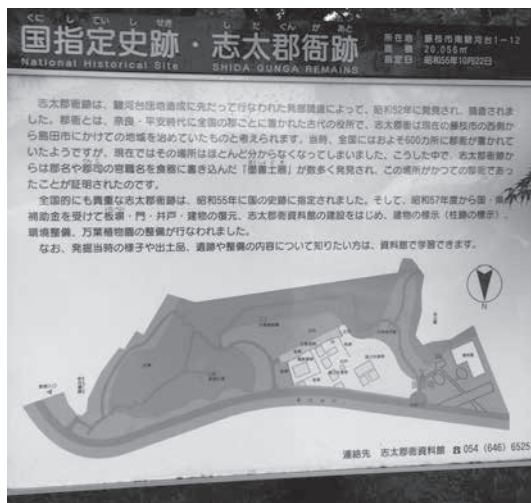 くにしていしせき　しだぐんがあと
国指定史跡・志太郡衙跡
National Historical Site　SHIDA GUNGA REMAINS
所在地　藤枝市南駿河台1-12
面積　20,056㎡
指定日　昭和55年10月22日
志太郡衙跡は、駿河台団地造成に先だって行なわれた発掘調査によって、昭和52年に発見され、調査されま
した。郡衙とは、奈良・平安時代に全国の郡ごとに置かれた古代の役所で、志太郡衙は現在の藤枝市の西側か
ら島田市にかけての地域を治めていたものと考えられます。当時、全国にはおよそ600カ所に郡衙が置かれて
いたようですが、現在ではその場所はほとんど分からなくなってしまいました。こうした中で、志太郡衙跡か
らは郡名や郡司の官職名を食器に書き込んだ「墨書土器」が数多く発見され、この場所がかつての郡衙であっ
たことが証明されたのです。
全国的にも貴重な志太郡衙跡は、昭和55年に国の史跡に指定されました。そして、昭和57年度から国・県の
補助金を受けて板塀・門・井戸・建物の復元、志太郡衙資料館の建設をはじめ、建物の標示（柱跡の標示）、
環境整備、万葉植物園の整備が行なわれました。
なお、発掘当時の様子や出土品、遺跡や整備の内容について知りたい方は、資料館で学習できます。
N
連絡先　志太郡衙資料館　☎054（646）6525